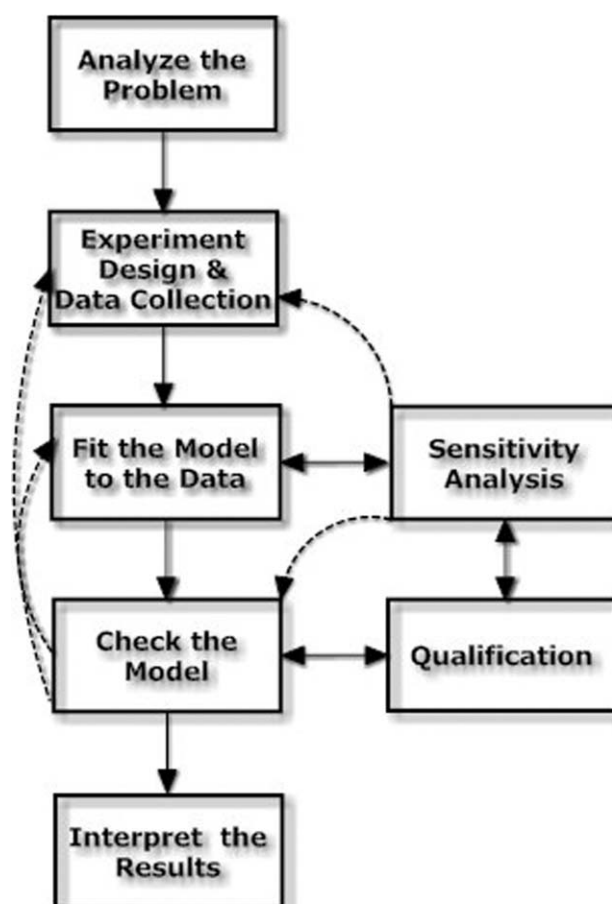 Analyze the
Problem
Experiment
Design &
Data Collection
Fit the Model
to the Data
Sensitivity
Analysis
Check the
Model
Qualification
Interpret the
Results